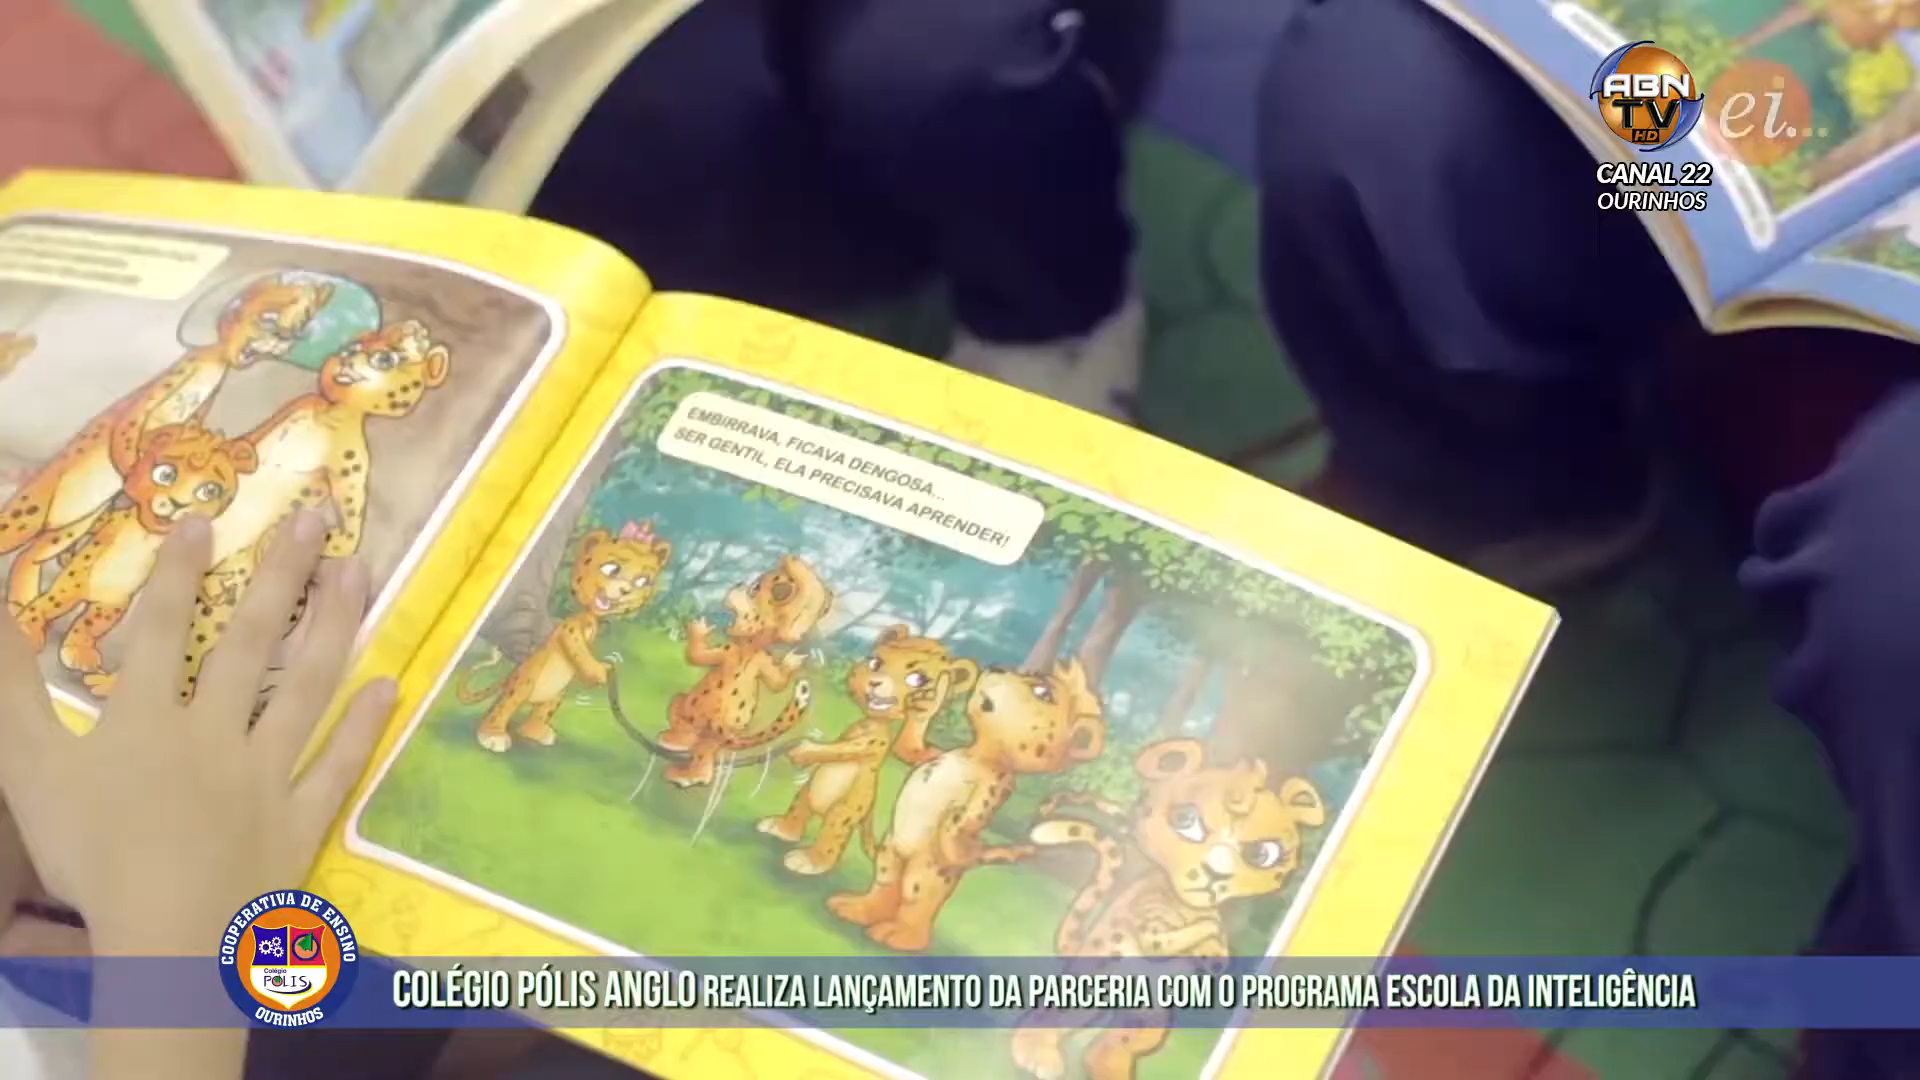 ABN
TV
HD
ei...
CANAL 22
OURINHOS
EMBIRRAVA, FICAVA DENGOSA...
SER GENTIL, ELA PRECISAVA APRENDER!
COOPERATIVA DE ENSINO
Colégio
PÓLIS
OURINHOS
COLÉGIO PÓLIS ANGLO REALIZA LANÇAMENTO DA PARCERIA COM O PROGRAMA ESCOLA DA INTELIGÊNCIA